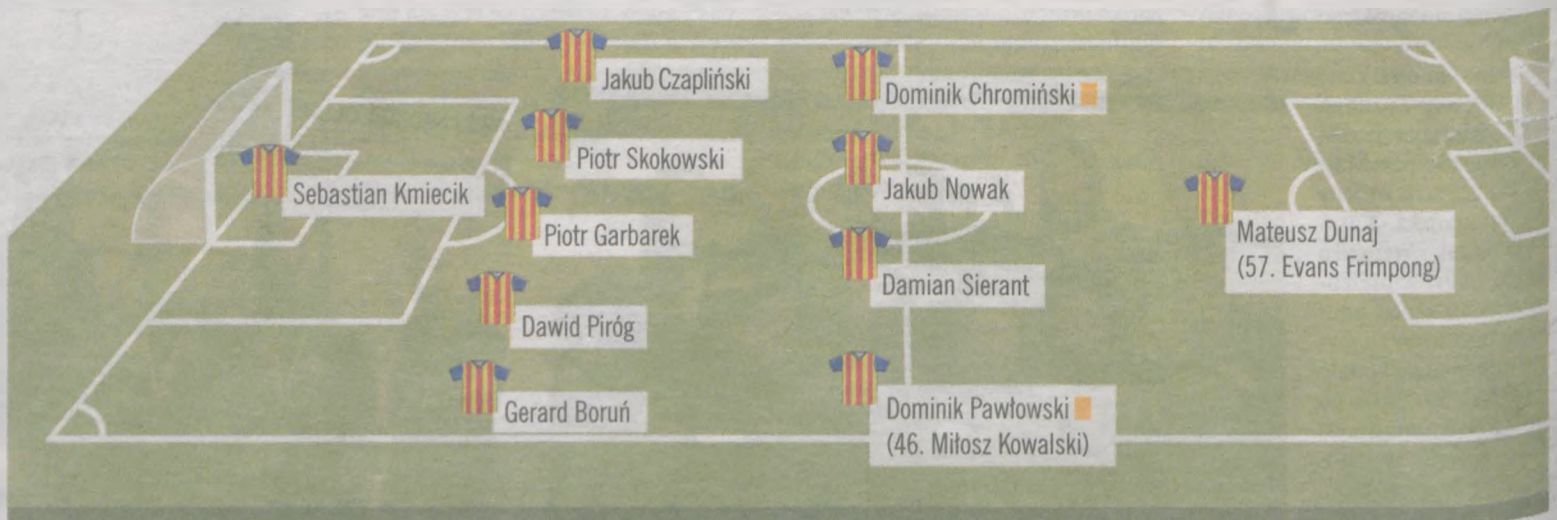 Jakub Czapliński
Dominik Chromiński
Piotr Skokowski
Sebastian Kmiecik
Jakub Nowak
Piotr Garbarek
Mateusz Dunaj
(57. Evans Frimpong)
Damian Sierant
Dawid Piróg
Gerard Boruń
Dominik Pawłowski
(46. Miłosz Kowalski)